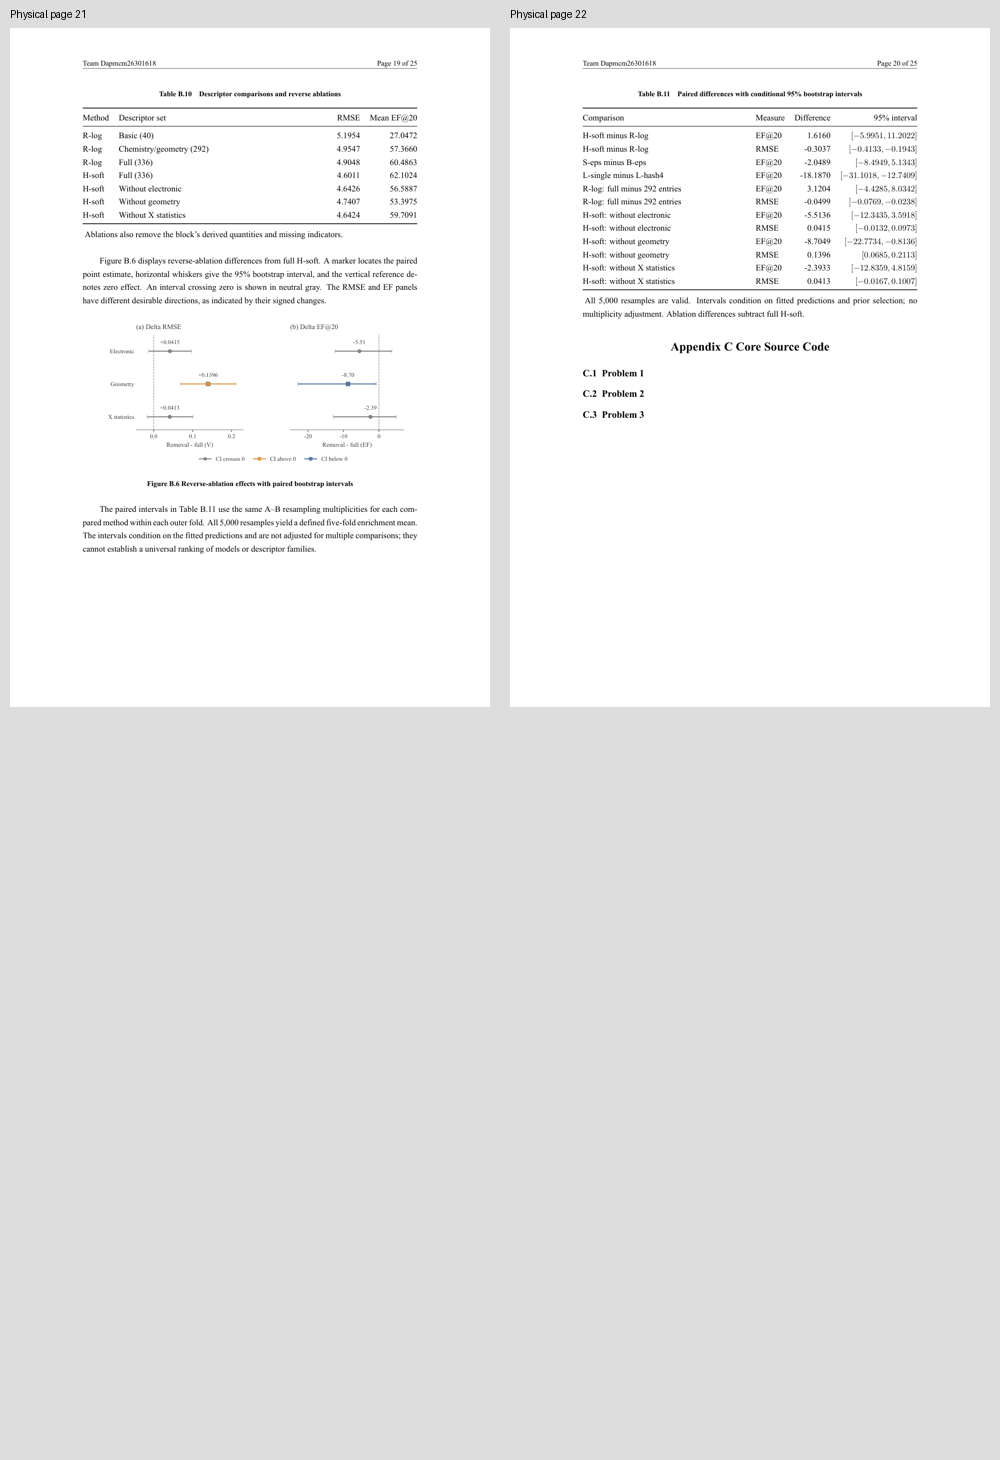 Physical page 21
Team Dapmcm26301618 Page 19 of 25
Table B.10 Descriptor comparisons and reverse ablations
Method Descriptor set RMSE Mean EF@20
R-log Basic (40) 5.1954 27.0472
R-log Chemistry/geometry (292) 4.9547 57.3660
R-log Full (336) 4.9048 60.4863
H-soft Full (336) 4.6011 62.1024
H-soft Without electronic 4.6426 56.5887
H-soft Without geometry 4.7407 53.3975
H-soft Without X statistics 4.6424 59.7091
Ablations also remove the block's derived quantities and missing indicators.
Figure B.6 displays reverse-ablation differences from full H-soft. A marker locates the paired
point estimate, horizontal whiskers give the 95% bootstrap interval, and the vertical reference de-
notes zero effect. An interval crossing zero is shown in neutral gray. The RMSE and EF panels
have different desirable directions, as indicated by their signed changes.
(a) Delta RMSE (b) Delta EF@20
+0.0415 -5.51
Electronic
+0.1396 -8.70
Geometry
+0.0413 -2.39
X statistics
0.0 0.1 0.2 -20 -10 0
Removal - full (V) Removal - full (EF)
CI crosses 0 CI above 0 CI below 0
Figure B.6 Reverse-ablation effects with paired bootstrap intervals
The paired intervals in Table B.11 use the same A–B resampling multiplicities for each com-
pared method within each outer fold. All 5,000 resamples yield a defined five-fold enrichment mean.
The intervals condition on the fitted predictions and are not adjusted for multiple comparisons; they
cannot establish a universal ranking of models or descriptor families.
Physical page 22
Team Dapmcm26301618 Page 20 of 25
Table B.11 Paired differences with conditional 95% bootstrap intervals
Comparison Measure Difference 95% interval
H-soft minus R-log EF@20 1.6160 [−5.9951, 11.2022]
H-soft minus R-log RMSE -0.3037 [−0.4133, −0.1943]
S-eps minus B-eps EF@20 -2.0489 [−8.4949, 5.1343]
L-single minus L-hash4 EF@20 -18.1870 [−31.1018, −12.7409]
R-log: full minus 292 entries EF@20 3.1204 [−4.4285, 8.0342]
R-log: full minus 292 entries RMSE -0.0499 [−0.0769, −0.0238]
H-soft: without electronic EF@20 -5.5136 [−12.3435, 3.5918]
H-soft: without electronic RMSE 0.0415 [−0.0132, 0.0973]
H-soft: without geometry EF@20 -8.7049 [−22.7734, −0.8136]
H-soft: without geometry RMSE 0.1396 [0.0685, 0.2113]
H-soft: without X statistics EF@20 -2.3933 [−12.8359, 4.8159]
H-soft: without X statistics RMSE 0.0413 [−0.0167, 0.1007]
All 5,000 resamples are valid. Intervals condition on fitted predictions and prior selection; no
multiplicity adjustment. Ablation differences subtract full H-soft.
Appendix C Core Source Code
C.1 Problem 1
C.2 Problem 2
C.3 Problem 3